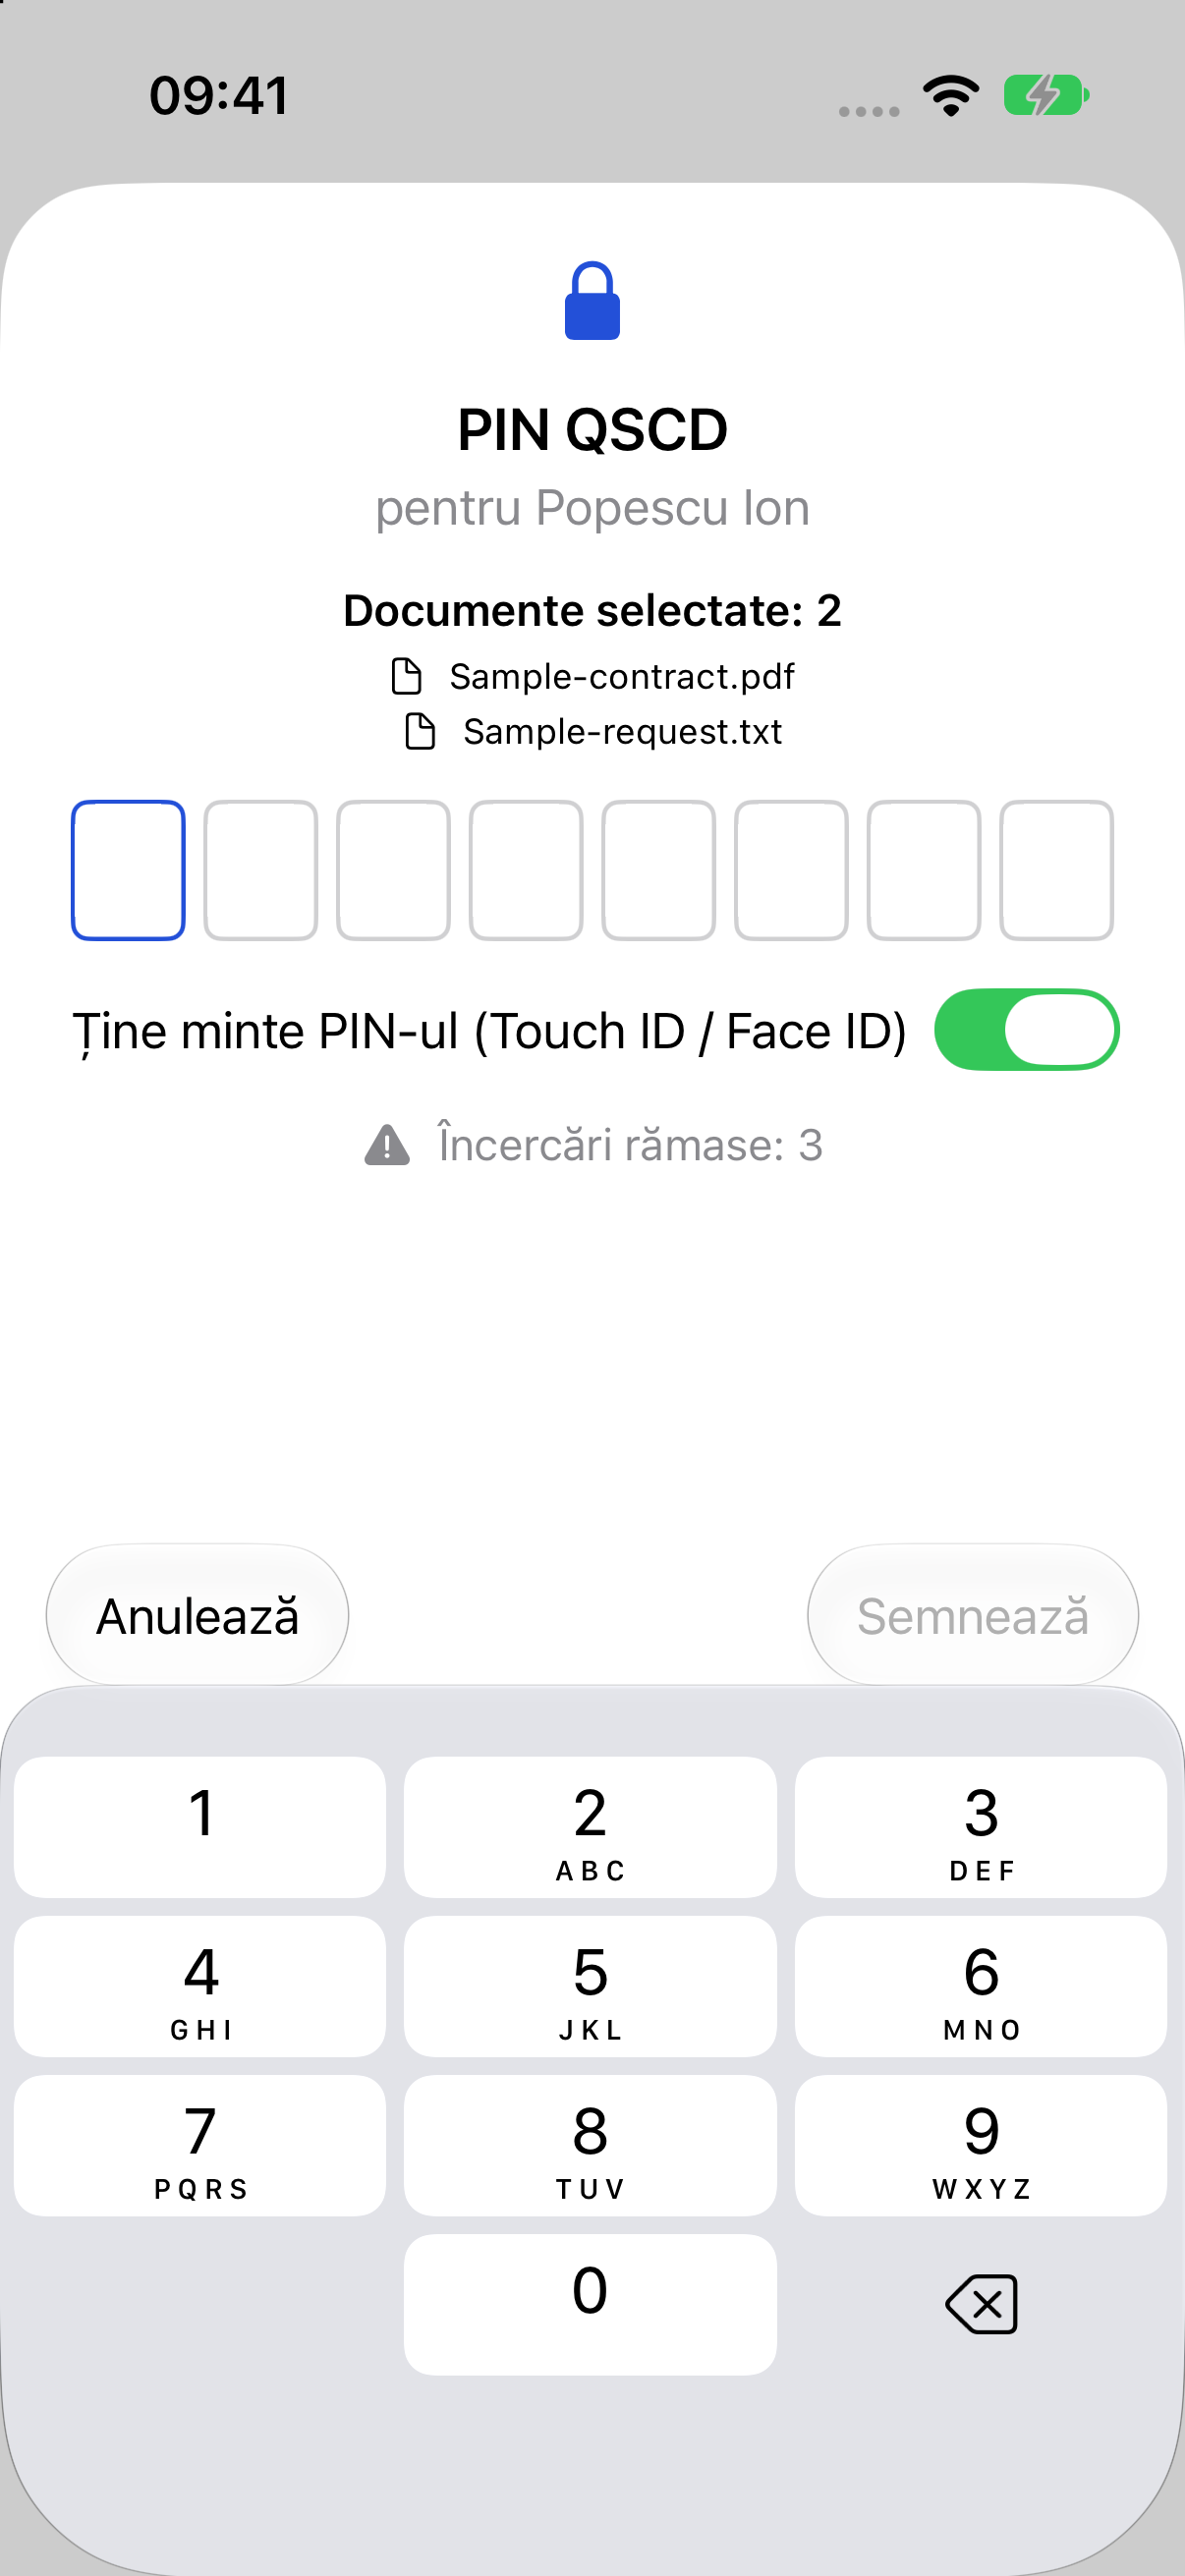 09:41
PIN QSCD
pentru Popescu Ion
Documente selectate: 2
Sample-contract.pdf
Sample-request.txt
Ține minte PIN-ul (Touch ID / Face ID)
Încercări rămase: 3
Anulează
Semnează
1
2
3
ABC
DEF
4
5
6
GHI
JKL
MNO
7
8
9
PQRS
TUV
WXYZ
0